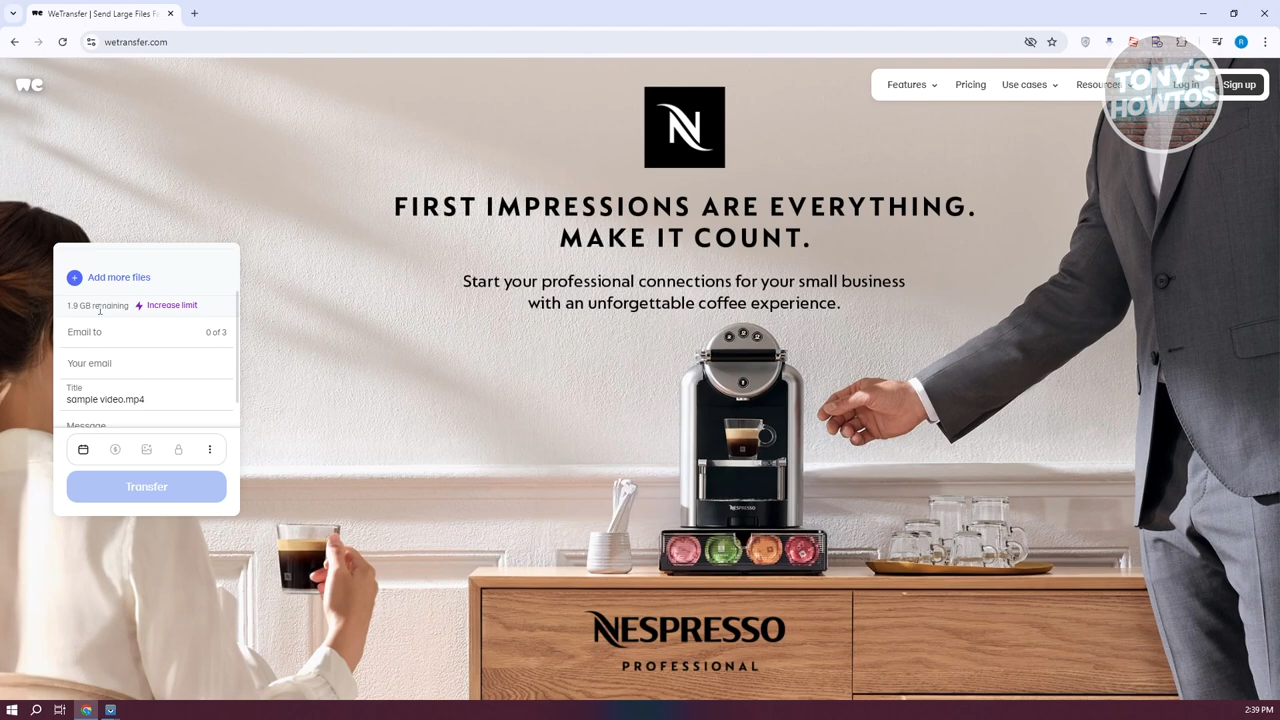 WeTransfer | Send Large Files Fa
wetransfer.com
R
we
Features
Pricing
Use cases
Resources
Log in
Sign up
TONY'S
HOWTOS
N
FIRST IMPRESSIONS ARE EVERYTHING.
MAKE IT COUNT.
Start your professional connections for your small business
with an unforgettable coffee experience.
Add more files
1.9 GB remaining
Increase limit
Email to
0 of 3
Your email
Title
sample video.mp4
Message
Transfer
NESPRESSO
NESPRESSO
PROFESSIONAL
2:39 PM